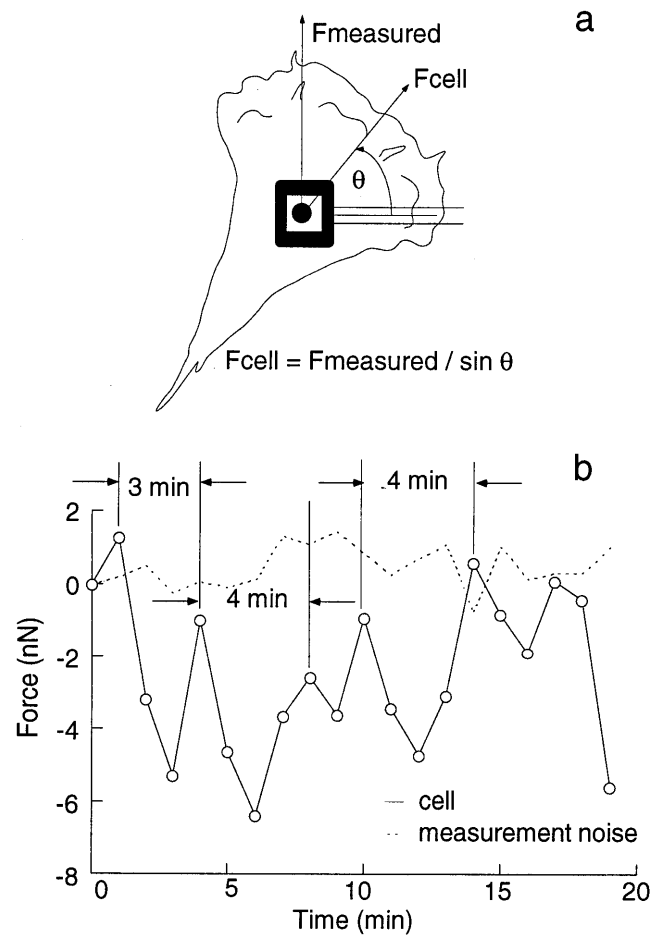 a
Fmeasured
Fcell
θ
Fcell = Fmeasured / sin θ
b
3 min
4 min
4 min
2
0
-2
-4
-6
-8
Force (nN)
cell
measurement noise
0 5 10 15 20
Time (min)